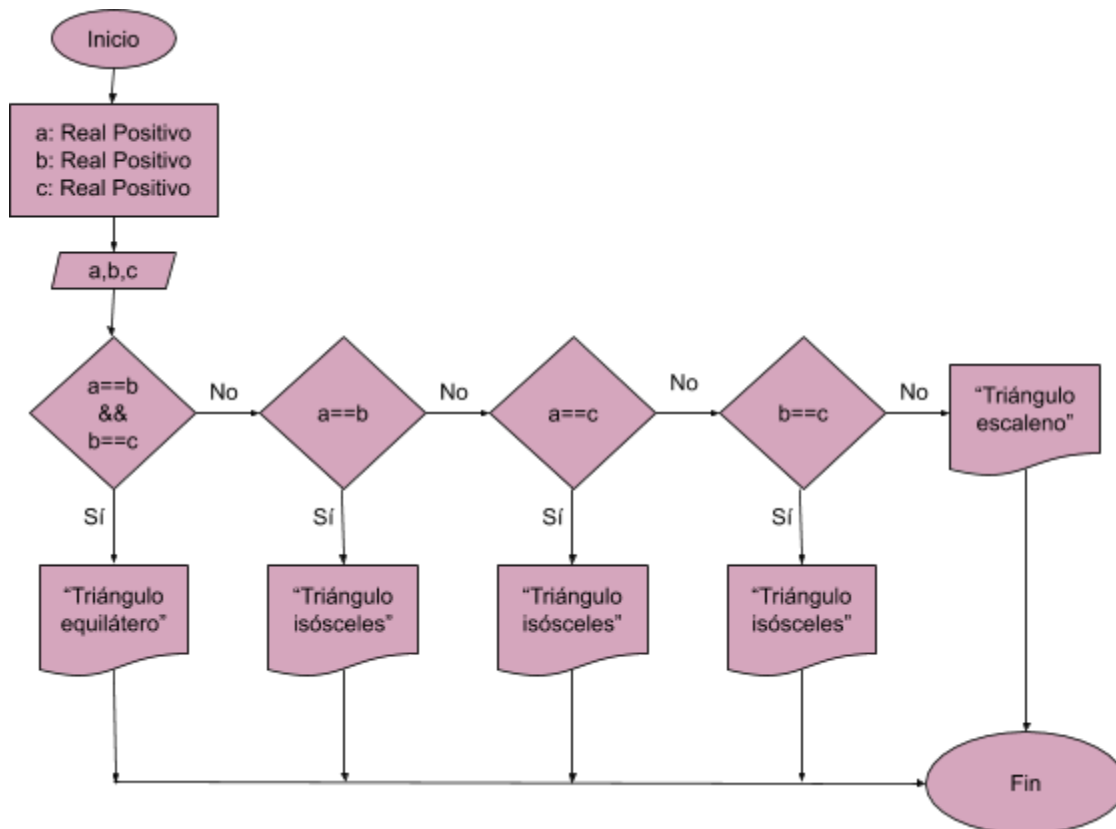 Inicio
a: Real Positivo
b: Real Positivo
c: Real Positivo
a,b,c
a==b
&&
b==c
No
a==b
No
a==c
No
b==c
No
“Triángulo
escaleno”
Sí
Sí
Sí
Sí
“Triángulo
equilátero”
“Triángulo
isósceles”
“Triángulo
isósceles”
“Triángulo
isósceles”
Fin